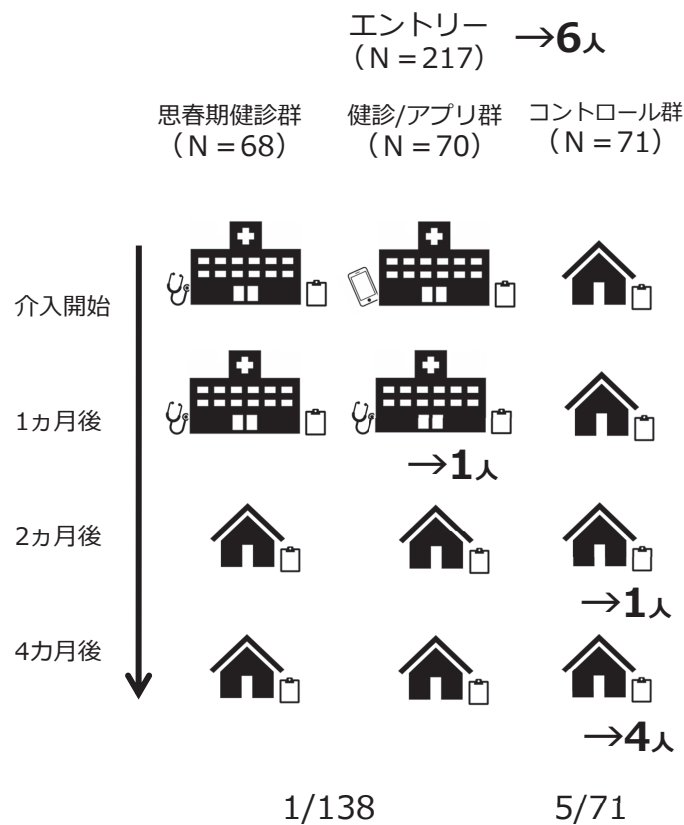 エントリー →6人
（N＝217）
思春期健診群 健診/アプリ群 コントロール群
（N＝68） （N＝70） （N＝71）
介入開始
1ヵ月後
→1人
2ヵ月後
→1人
4カ月後
→4人
1/138 5/71